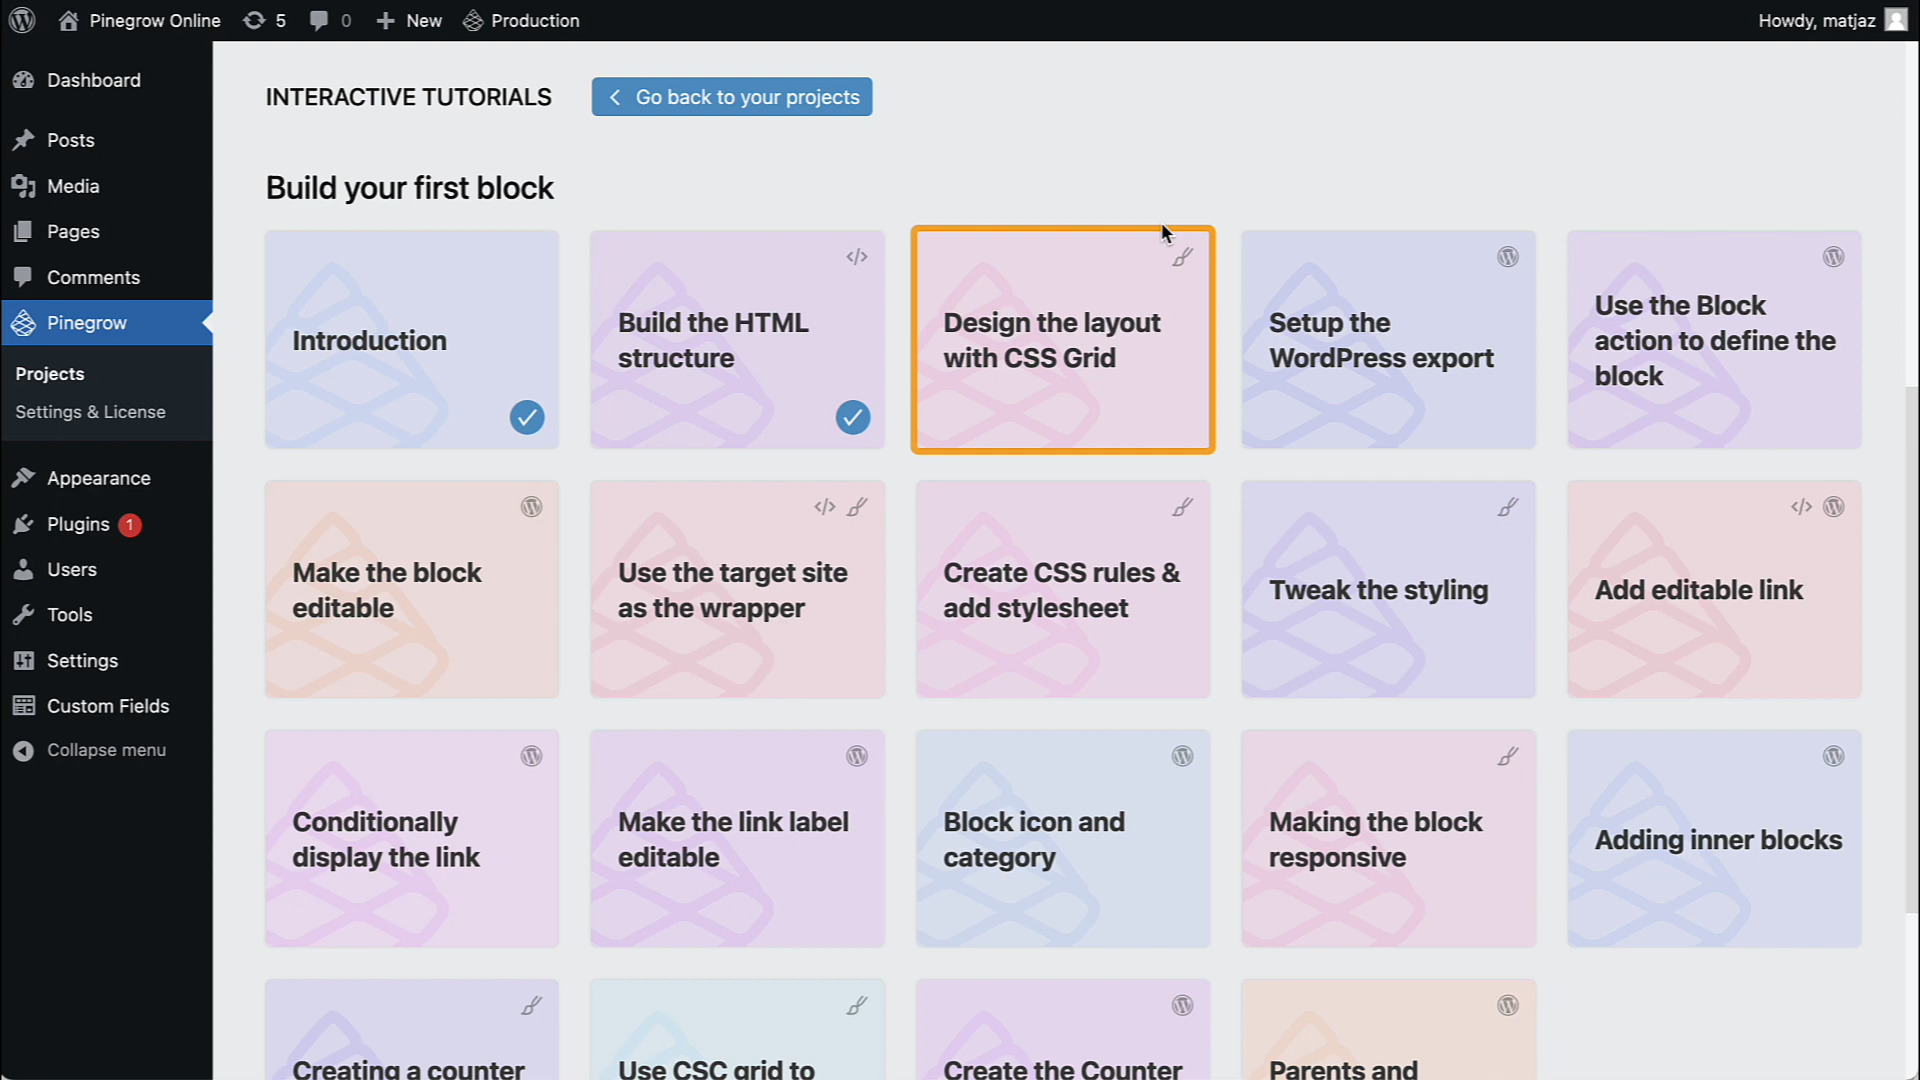 Pinegrow Online
5
0
New
Production
Howdy, matjaz
Dashboard
Posts
Media
Pages
Comments
Pinegrow
Projects
Settings & License
Appearance
Plugins 1
Users
Tools
Settings
Custom Fields
Collapse menu
INTERACTIVE TUTORIALS
Go back to your projects
Build your first block
Introduction
Build the HTML
structure
Design the layout
with CSS Grid
Setup the
WordPress export
Use the Block
action to define the
block
Make the block
editable
Use the target site
as the wrapper
Create CSS rules &
add stylesheet
Tweak the styling
Add editable link
Conditionally
display the link
Make the link label
editable
Block icon and
category
Making the block
responsive
Adding inner blocks
Creating a counter
Use CSC grid to
Create the Counter
Parents and